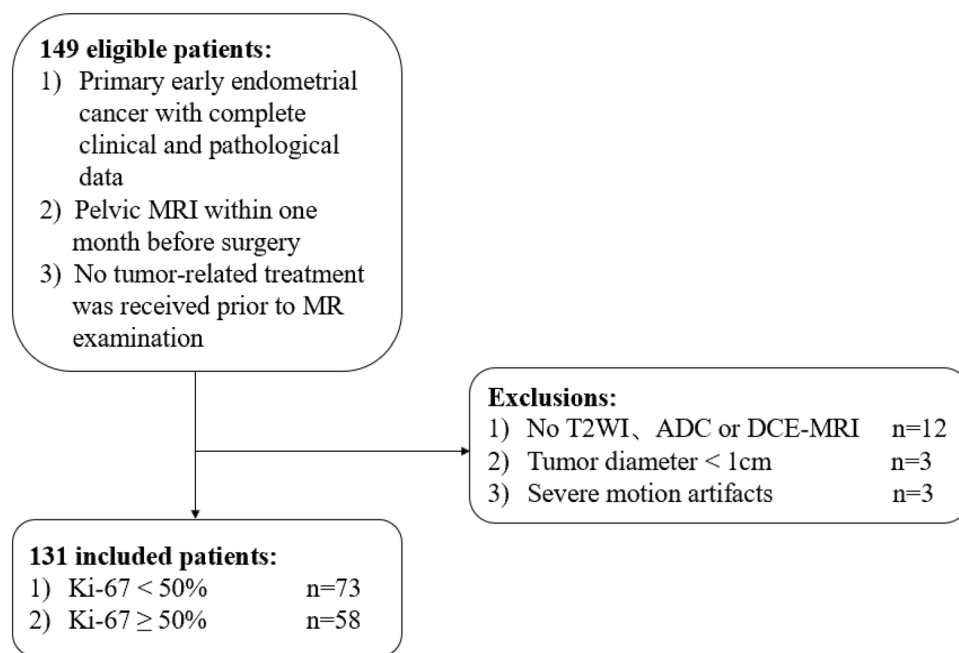 149 eligible patients:
1) Primary early endometrial
cancer with complete
clinical and pathological
data
2) Pelvic MRI within one
month before surgery
3) No tumor-related treatment
was received prior to MR
examination
Exclusions:
1) No T2WI、ADC or DCE-MRI n=12
2) Tumor diameter < 1cm n=3
3) Severe motion artifacts n=3
131 included patients:
1) Ki-67 < 50% n=73
2) Ki-67 ≥ 50% n=58